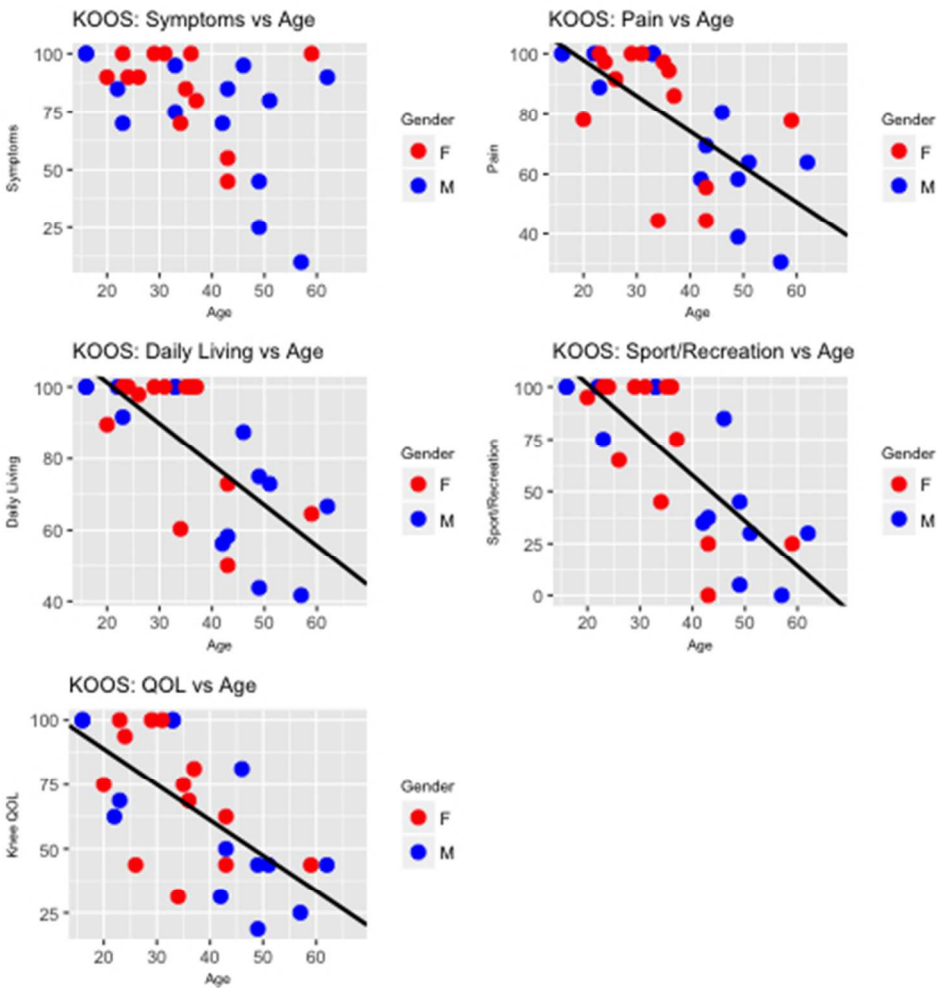 KOOS: Symptoms vs Age
100
75
50
25
Symptoms
20 30 40 50 60
Age
Gender
F
M
KOOS: Pain vs Age
100
80
60
40
Pain
20 30 40 50 60
Age
Gender
F
M
KOOS: Daily Living vs Age
100
80
60
40
Daily Living
20 30 40 50 60
Age
Gender
F
M
KOOS: Sport/Recreation vs Age
100
75
50
25
0
Sport/Recreation
20 30 40 50 60
Age
Gender
F
M
KOOS: QOL vs Age
100
75
50
25
Knee QOL
20 30 40 50 60
Age
Gender
F
M